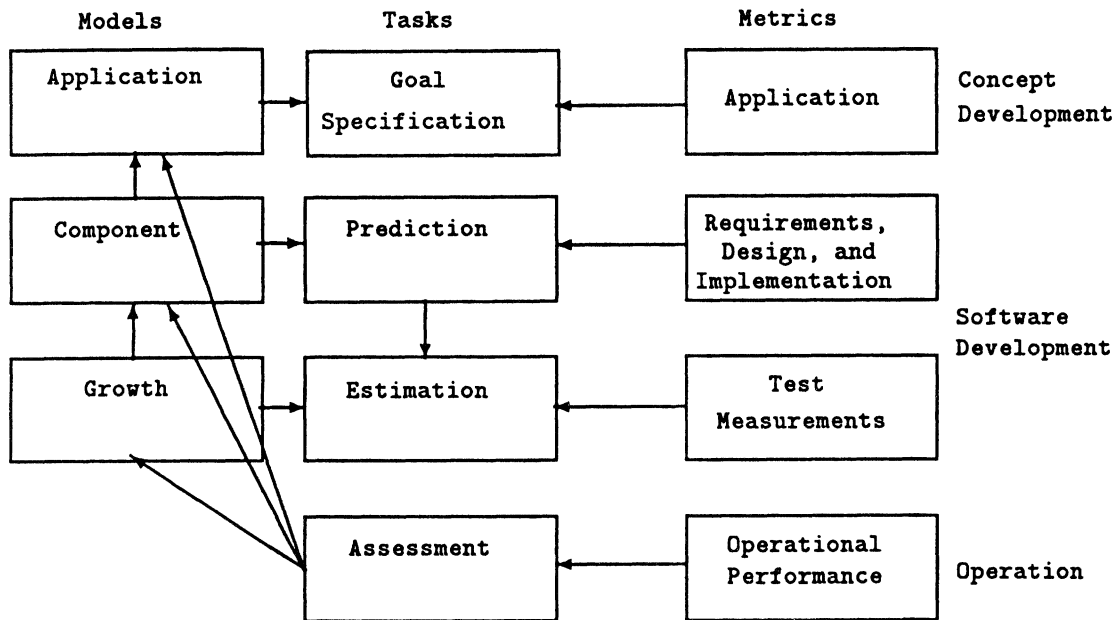 Models
Tasks
Metrics
Application
Goal
Specification
Application
Concept
Development
Component
Prediction
Requirements,
Design, and
Implementation
Software
Development
Growth
Estimation
Test
Measurements
Assessment
Operational
Performance
Operation